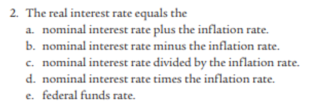 2. The real interest rate equals the
a. nominal interest rate plus the inflation rate.
b. nominal interest rate minus the inflation rate.
c. nominal interest rate divided by the inflation rate.
d. nominal interest rate times the inflation rate.
e. federal funds rate.